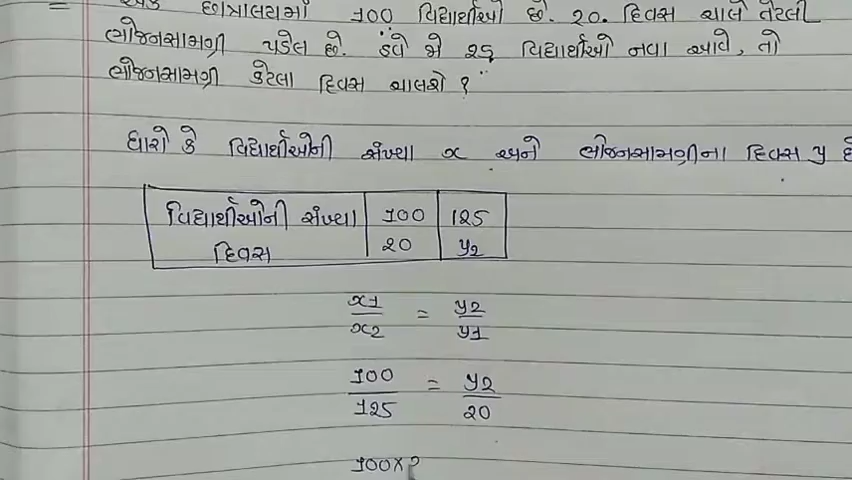 છાત્રાલયમાં 100 વિદ્યાર્થીઓ છે. 20. દિવસ ચાલે તેટલી
ભોજનસામગ્રી પડેલ છે. હવે જો 25 વિદ્યાર્થીઓ નવા આવે, તો
ભોજનસામગ્રી કેટલા દિવસ ચાલશે ?
ધારો કે વિદ્યાર્થીઓની સંખ્યા x અને ભોજનસામગ્રીના દિવસ y છે
વિદ્યાર્થીઓની સંખ્યા 100 125
દિવસ 20 y2
x1/x2 = y2/y1
100/125 = y2/20
100×2